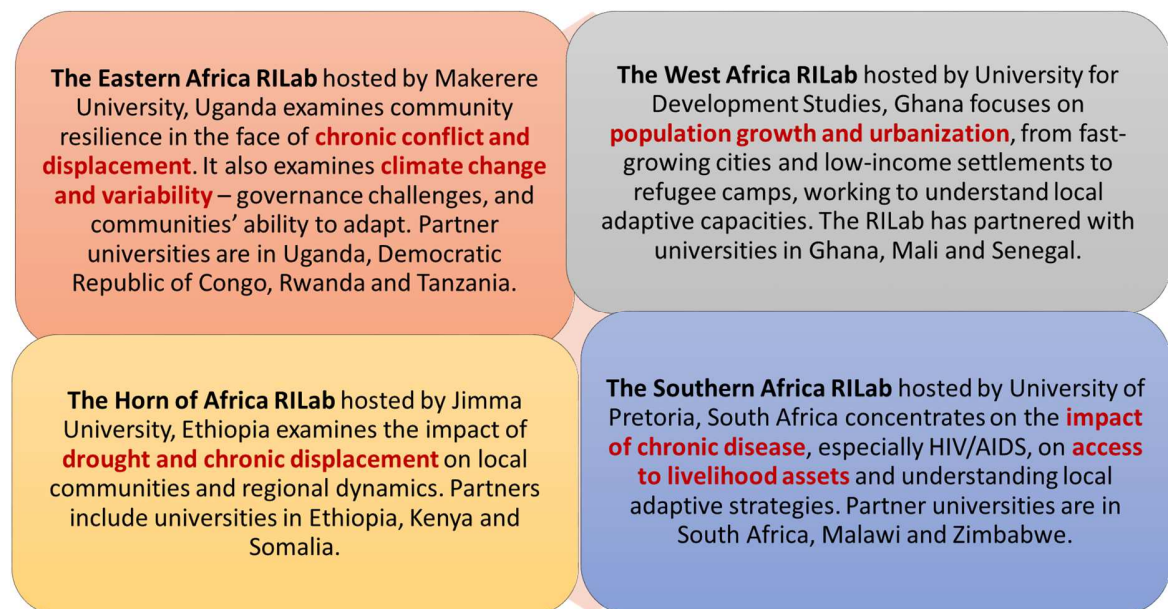 The Eastern Africa RILab hosted by Makerere
University, Uganda examines community
resilience in the face of chronic conflict and
displacement. It also examines climate change
and variability – governance challenges, and
communities’ ability to adapt. Partner
universities are in Uganda, Democratic
Republic of Congo, Rwanda and Tanzania.
The West Africa RILab hosted by University for
Development Studies, Ghana focuses on
population growth and urbanization, from fast-
growing cities and low-income settlements to
refugee camps, working to understand local
adaptive capacities. The RILab has partnered with
universities in Ghana, Mali and Senegal.
The Horn of Africa RILab hosted by Jimma
University, Ethiopia examines the impact of
drought and chronic displacement on local
communities and regional dynamics. Partners
include universities in Ethiopia, Kenya and
Somalia.
The Southern Africa RILab hosted by University of
Pretoria, South Africa concentrates on the impact
of chronic disease, especially HIV/AIDS, on access
to livelihood assets and understanding local
adaptive strategies. Partner universities are in
South Africa, Malawi and Zimbabwe.